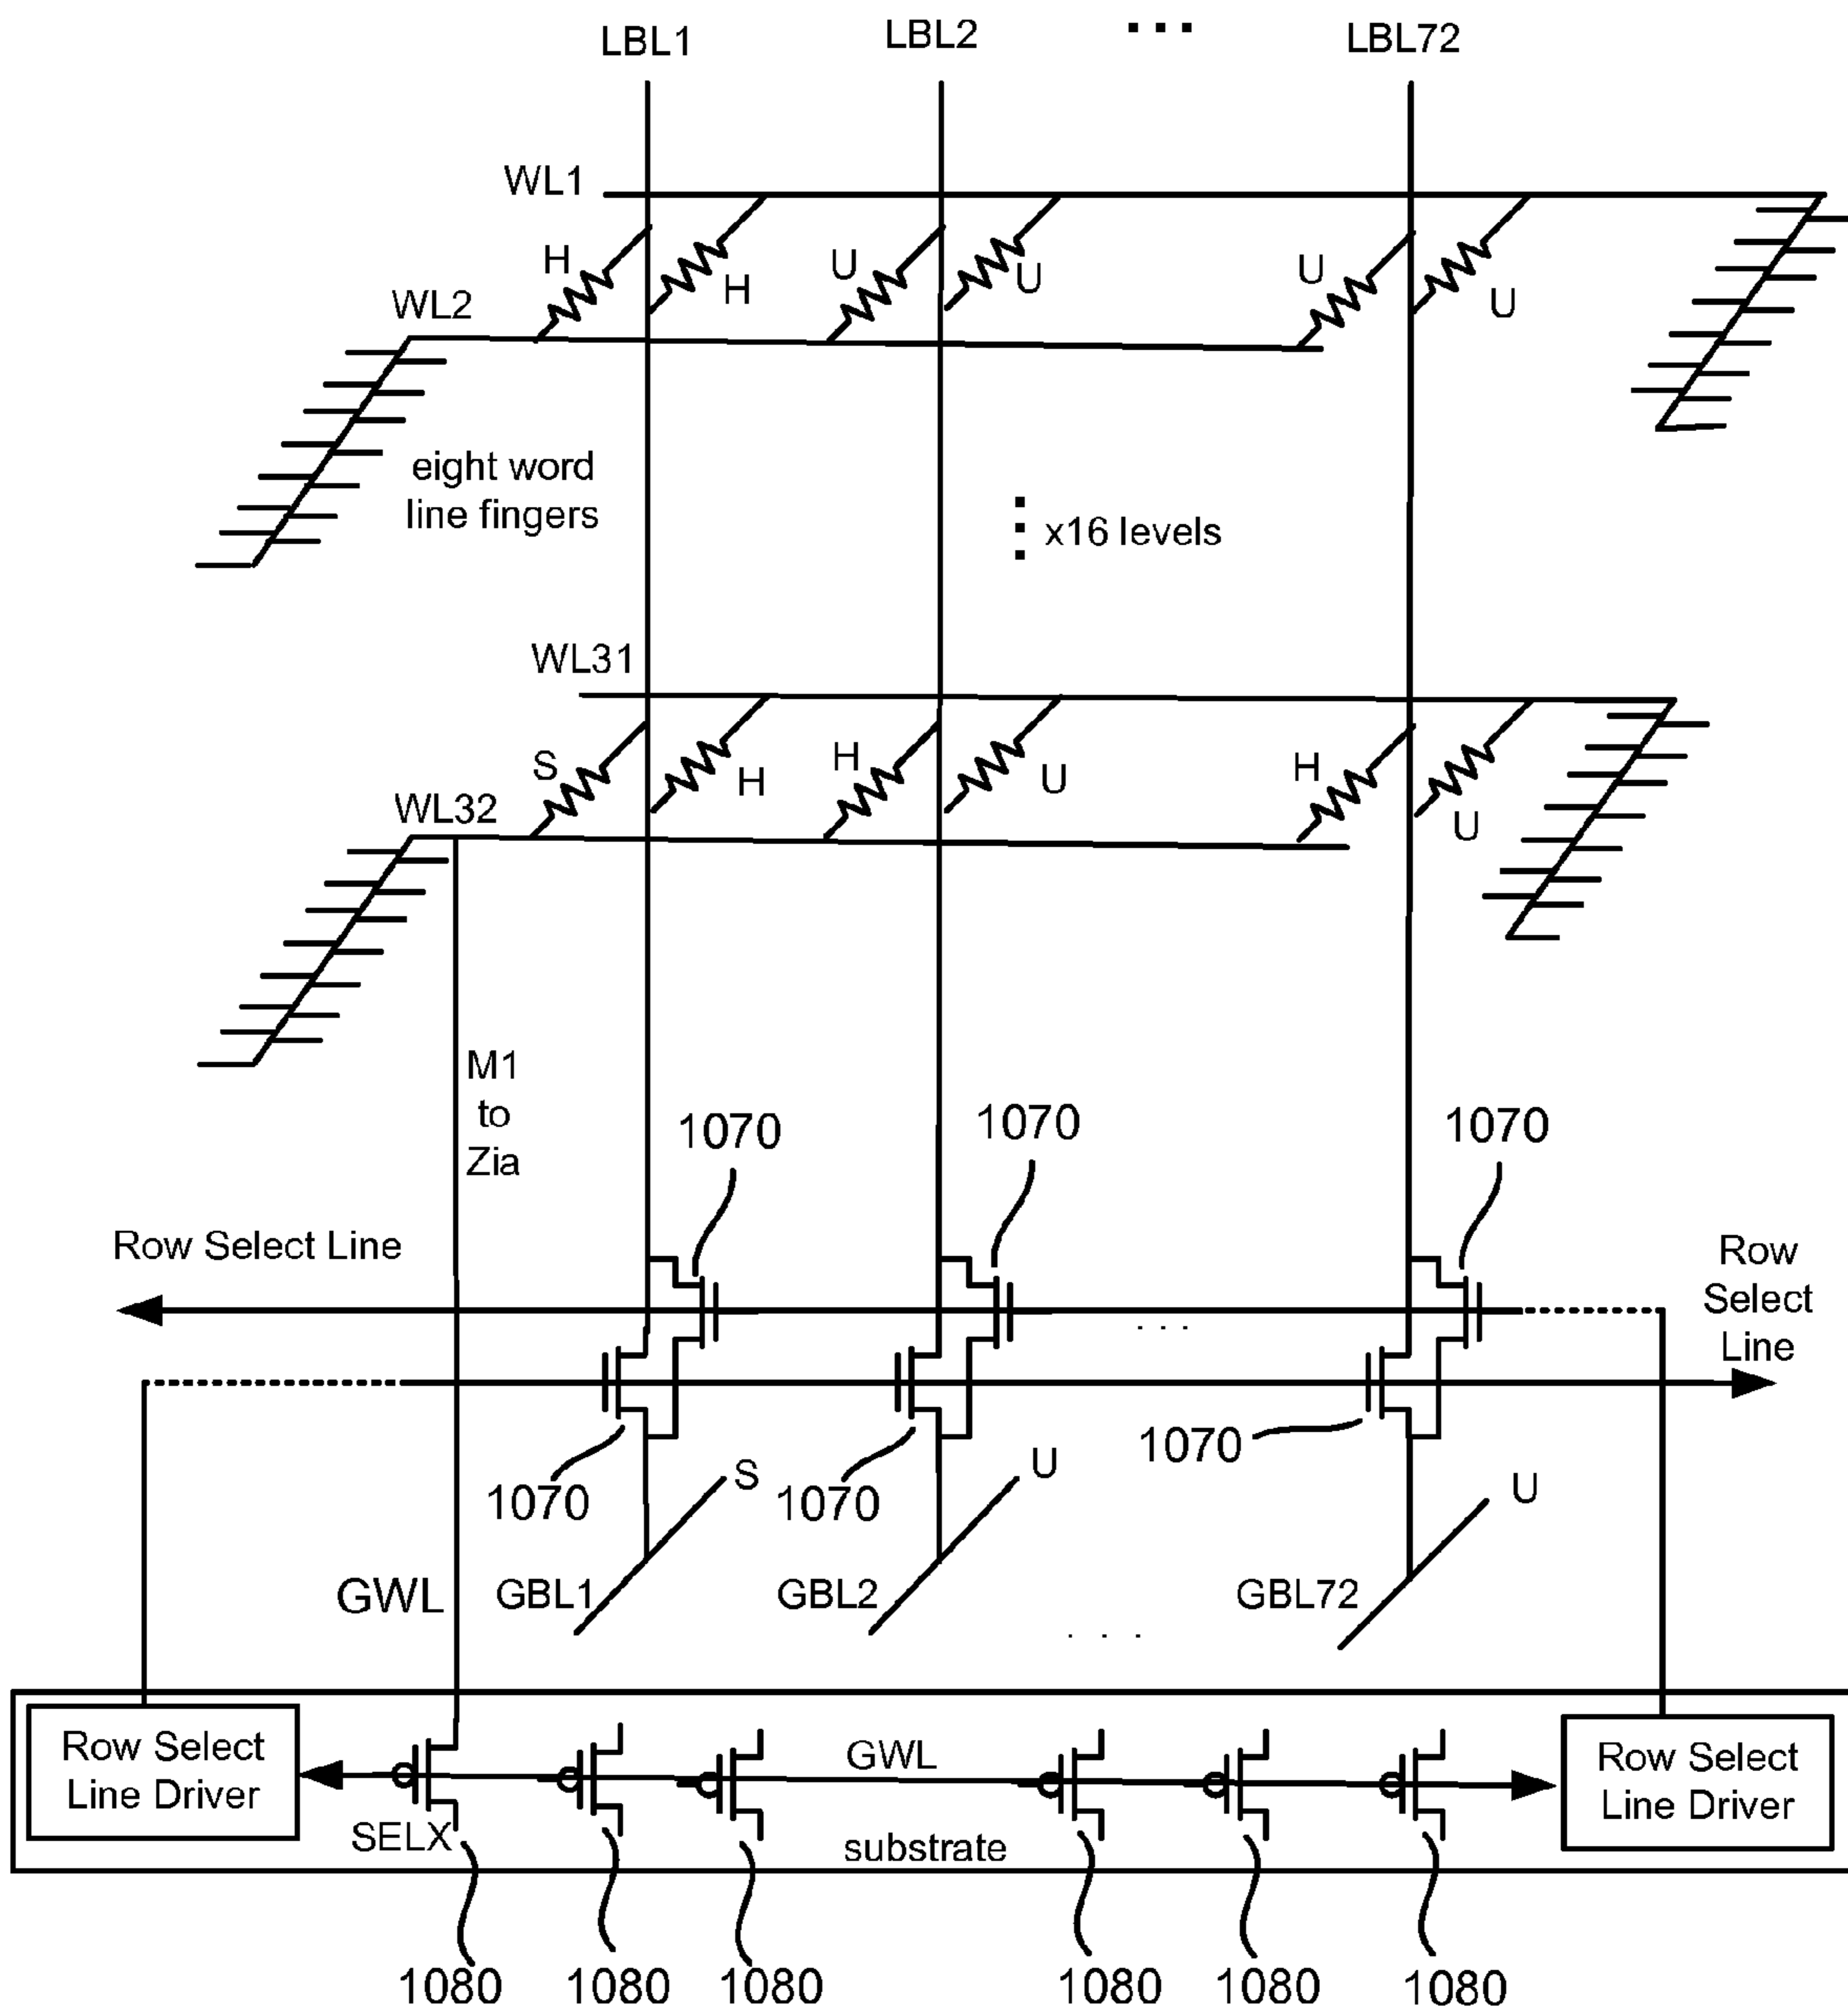 LBL1
LBL2
...
LBL72
WL1
H
H
U
U
U
U
WL2
eight word
line fingers
x16 levels
WL31
S
H
H
U
H
U
WL32
M1
to
Zia
1070
1070
1070
Row Select Line
Row
Select
Line
. . .
1070
1070
1070
S
U
U
GWL
GBL1
GBL2
GBL72
. . .
Row Select
Line Driver
GWL
Row Select
Line Driver
SELX
substrate
1080
1080
1080
1080
1080
1080